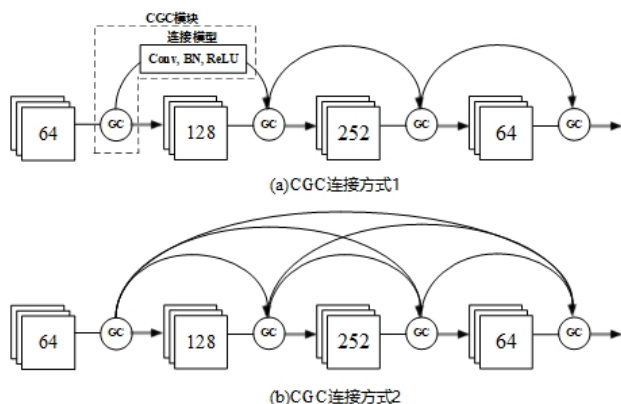 CGC模块
连接模型
Conv, BN, ReLU
64 GC 128 GC 252 GC 64 GC
(a)CGC连接方式1
64 GC 128 GC 252 GC 64 GC
(b)CGC连接方式2